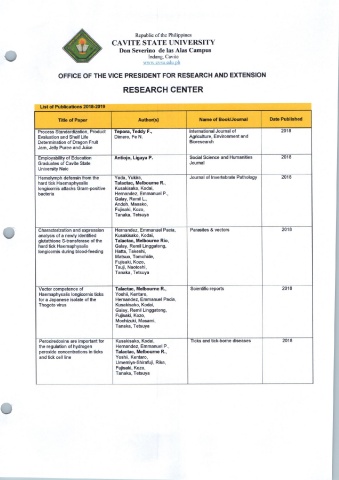 Republic of the Philippines
CAVITE STATE UNIVERSITY
Don Severino de las Alas Campus
Indang, Cavite
www.cvsu.edu.ph
OFFICE OF THE VICE PRESIDENT FOR RESEARCH AND EXTENSION
RESEARCH CENTER
List of Publications 2018-2019
Title of Paper Author(s) Name of Book/Journal Date Published
Process Standardization, Product
Evaluation and Shelf Life
Determination of Dragon Fruit
Jam, Jelly Puree and Juice
Tepora, Teddy F.,
Dimero, Fe N.
International Journal of
Agriculture, Environment and
Bioresearch
2018
Employability of Education
Graduates of Cavite State
University Naic
Antiojo, Ligaya P.
Social Science and Humanities
Journal
2018
Hemolymph defensin from the
hard tick Haemaphysalis
longicornis attacks Gram-positive
bacteria
Yada, Yukiko,
Talactac, Melbourne R.,
Kusakisako, Kodai,
Hernandez, Emmanuel P.,
Galay, Remil L.,
Andoh, Masako,
Fujisaki, Kozo,
Tanaka, Tetsuya
Journal of Invertebrate Pathology
2018
Characterization and expression
analysis of a newly identified
glutathione S-transferase of the
hard tick Haemaphysalis
longicornis during blood-feeding
Hernandez, Emmanuel Pacia,
Kusakisako, Kodai,
Talactac, Melbourne Rio,
Galay, Remil Linggatong,
Hatta, Takeshi,
Matsuo, Tomohide,
Fujisaki, Kozo,
Tsuji, Naotoshi,
Tanaka, Tetsuya
Parasites & vectors
2018
Vector competence of
Haemaphysalis longicornis ticks
for a Japanese isolate of the
Thogoto virus
Talactac, Melbourne R.,
Yoshii, Kentaro,
Hernandez, Emmanuel Pacia,
Kusakisako, Kodai,
Galay, Remil Linggatong,
Fujisaki, Kozo,
Mochizuki, Masami,
Tanaka, Tetsuya
Scientific reports
2018
Peroxiredoxins are important for
the regulation of hydrogen
peroxide concentrations in ticks
and tick cell line
Kusakisako, Kodai,
Hernandez, Emmanuel P.,
Talactac, Melbourne R.,
Yoshii, Kentaro,
Umemiya-Shirafuji, Rika,
Fujisaki, Kozo,
Tanaka, Tetsuya
Ticks and tick-borne diseases
2018